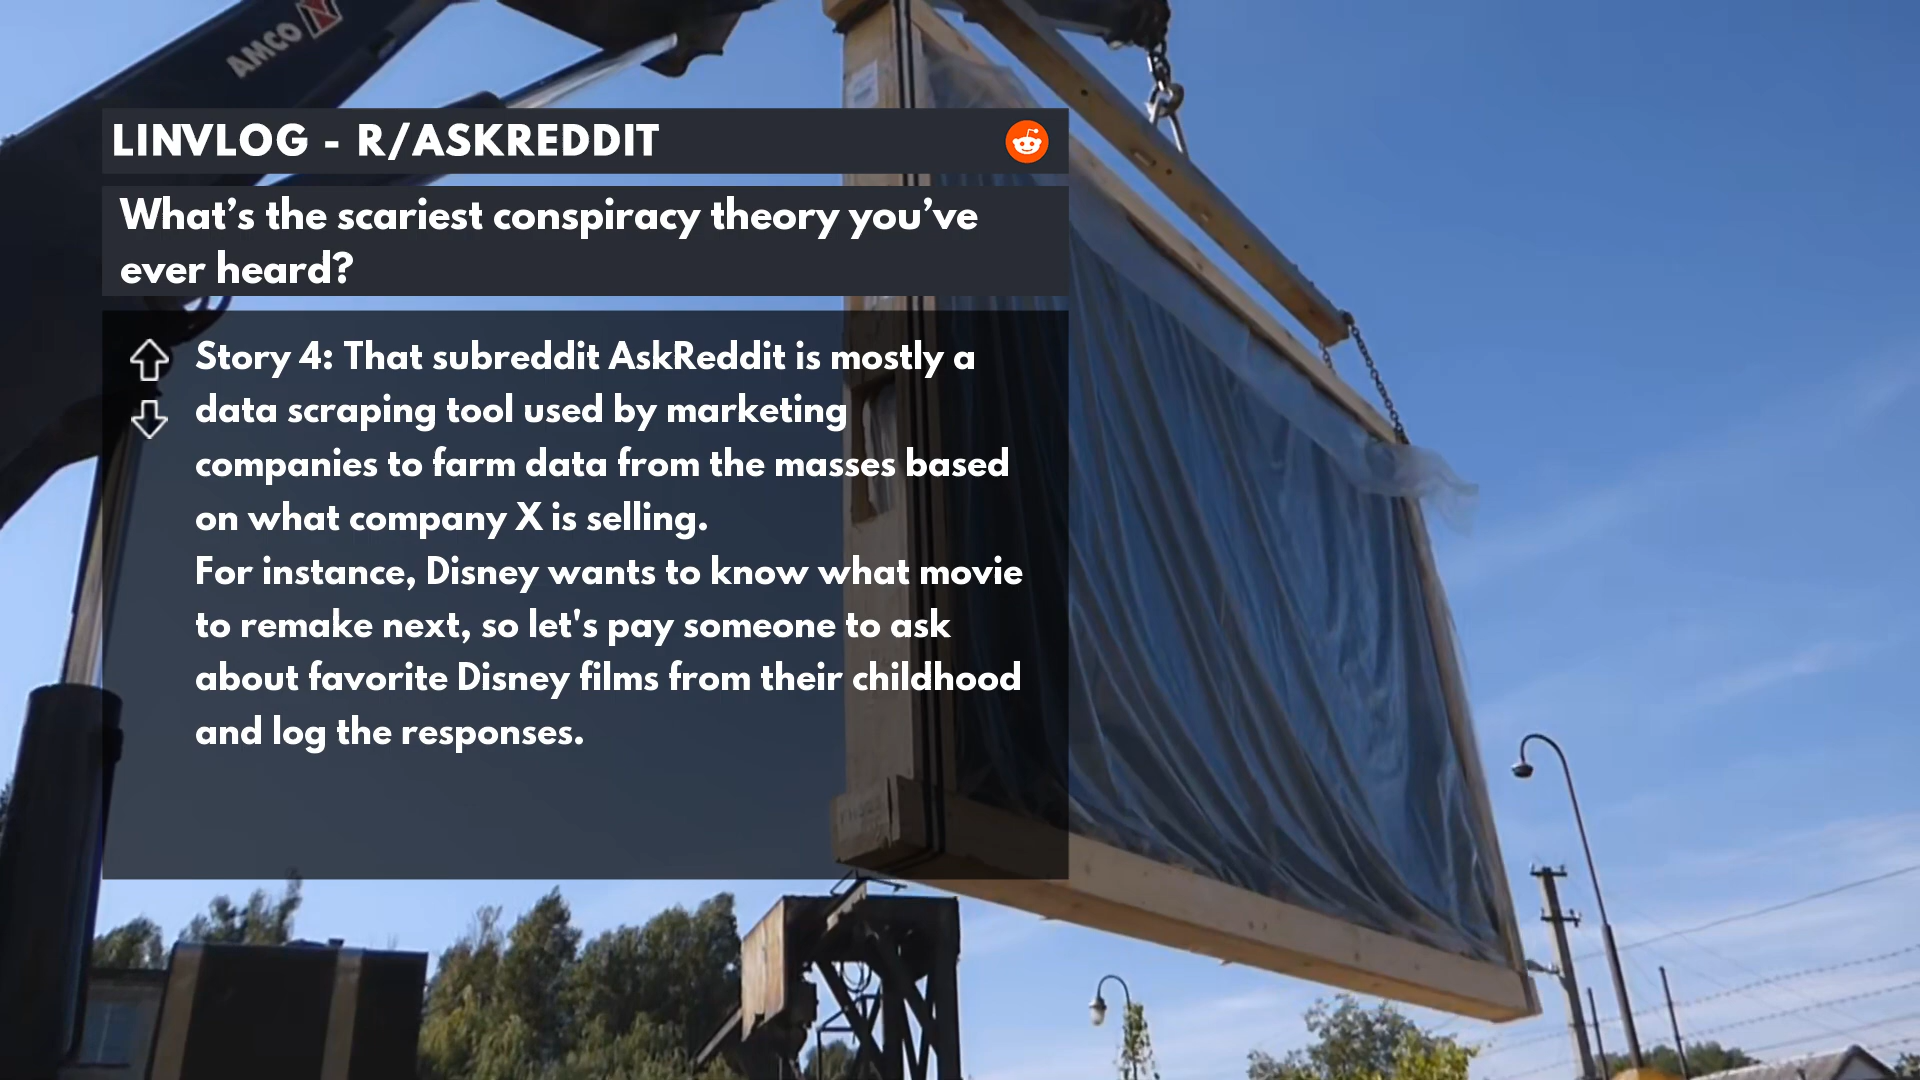 AMCO
LINVLOG - R/ASKREDDIT
What's the scariest conspiracy theory you've
ever heard?
Story 4: That subreddit AskReddit is mostly a
data scraping tool used by marketing
companies to farm data from the masses based
on what company X is selling.
For instance, Disney wants to know what movie
to remake next, so let's pay someone to ask
about favorite Disney films from their childhood
and log the responses.